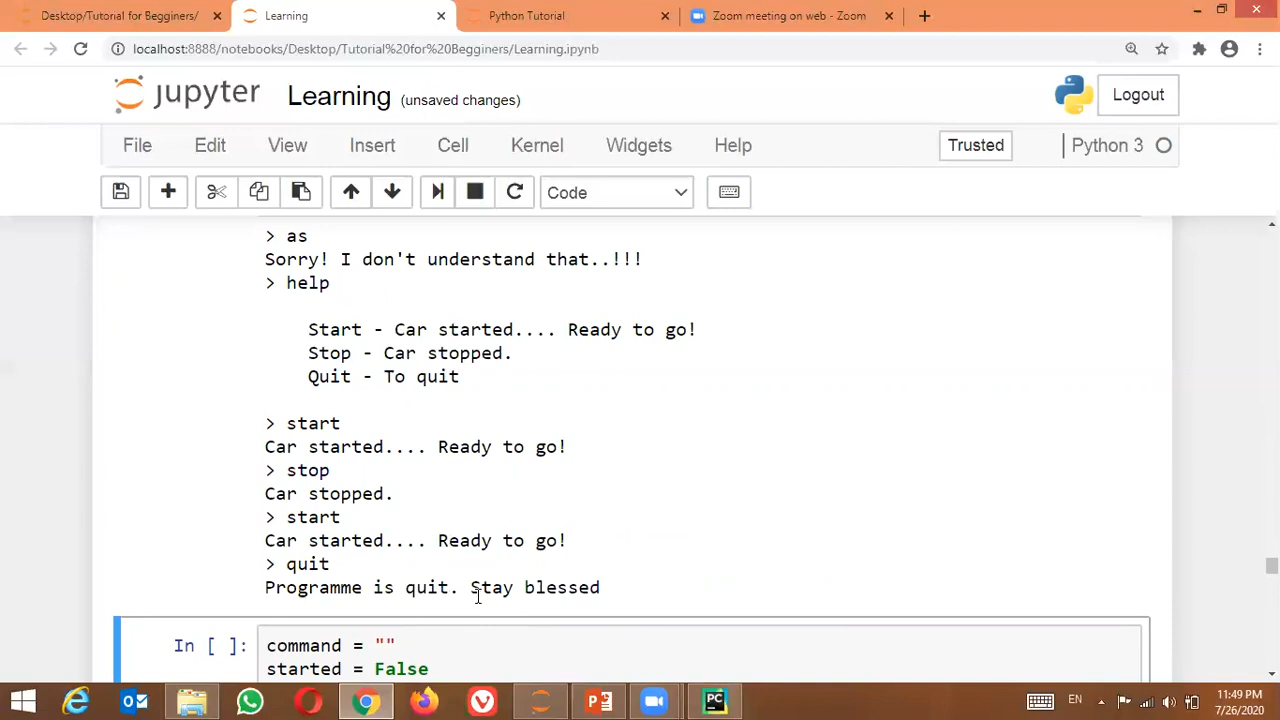 Desktop/Tutorial for Begginers/
Learning
Python Tutorial
Zoom meeting on web - Zoom
localhost:8888/notebooks/Desktop/Tutorial%20for%20Begginers/Learning.ipynb
jupyter Learning (unsaved changes) Logout
File Edit View Insert Cell Kernel Widgets Help Trusted Python 3
Code
> as
Sorry! I don't understand that..!!!
> help
Start - Car started.... Ready to go!
Stop - Car stopped.
Quit - To quit
> start
Car started.... Ready to go!
> stop
Car stopped.
> start
Car started.... Ready to go!
> quit
Programme is quit. Stay blessed
In [ ]: command = ""
started = False
EN 11:49 PM
7/26/2020